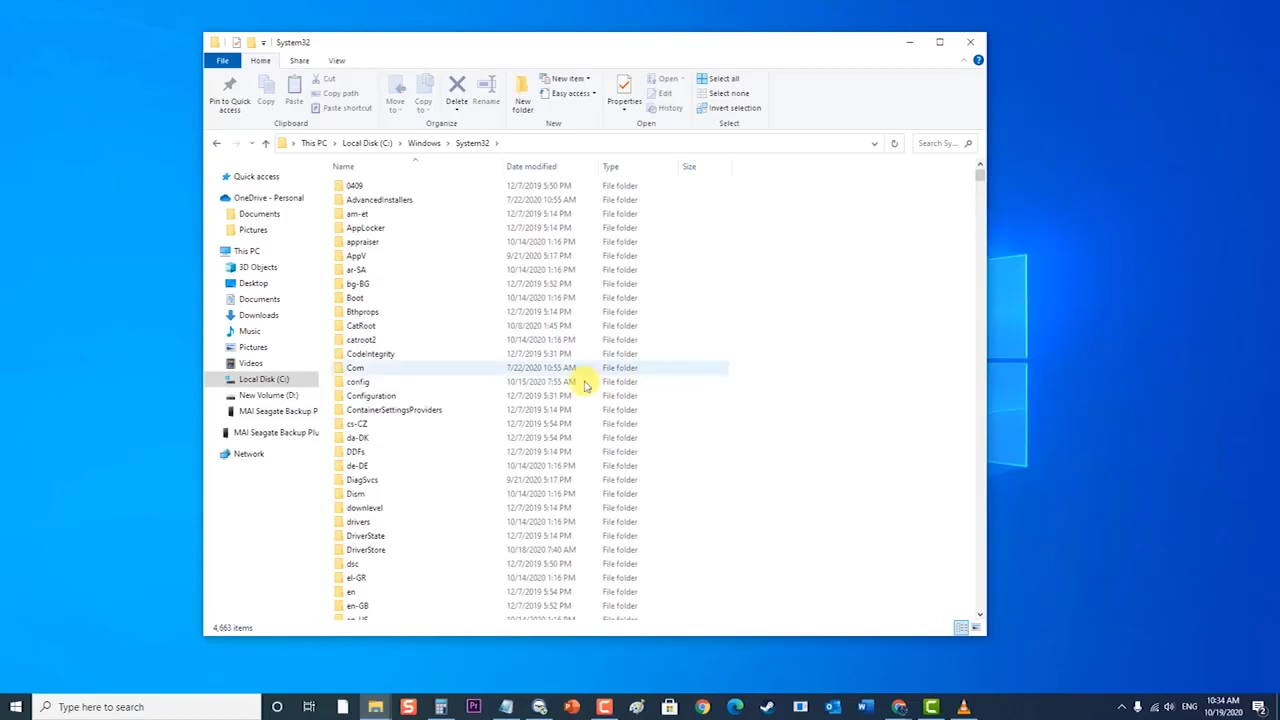 System32
File Home Share View
Pin to Quick access
Copy
Paste
Cut
Copy path
Paste shortcut
Clipboard
Move to
Copy to
Delete
Rename
Organize
New folder
New item
Easy access
New
Properties
Open
Edit
History
Open
Select all
Select none
Invert selection
Select
This PC > Local Disk (C:) > Windows > System32 >
Search Sy...
Quick access
OneDrive - Personal
Documents
Pictures
This PC
3D Objects
Desktop
Documents
Downloads
Music
Pictures
Videos
Local Disk (C:)
New Volume (D:)
MAI Seagate Backup P
MAI Seagate Backup Plu
Network
Name Date modified Type Size
0409 12/7/2019 5:50 PM File folder
AdvancedInstallers 7/22/2020 10:55 AM File folder
am-et 12/7/2019 5:14 PM File folder
AppLocker 12/7/2019 5:14 PM File folder
appraiser 10/14/2020 1:16 PM File folder
AppV 9/21/2020 5:17 PM File folder
ar-SA 10/14/2020 1:16 PM File folder
bg-BG 12/7/2019 5:52 PM File folder
Boot 10/14/2020 1:16 PM File folder
Bthprops 12/7/2019 5:14 PM File folder
CatRoot 10/8/2020 1:45 PM File folder
catroot2 10/14/2020 1:16 PM File folder
CodeIntegrity 12/7/2019 5:31 PM File folder
Com 7/22/2020 10:55 AM File folder
config 10/15/2020 7:55 AM File folder
Configuration 12/7/2019 5:31 PM File folder
ContainerSettingsProviders 12/7/2019 5:14 PM File folder
cs-CZ 12/7/2019 5:54 PM File folder
da-DK 12/7/2019 5:54 PM File folder
DDFs 12/7/2019 5:14 PM File folder
de-DE 10/14/2020 1:16 PM File folder
DiagSvcs 9/21/2020 5:17 PM File folder
Dism 10/14/2020 1:16 PM File folder
downlevel 12/7/2019 5:14 PM File folder
drivers 10/14/2020 1:16 PM File folder
DriverState 12/7/2019 5:14 PM File folder
DriverStore 10/18/2020 7:40 AM File folder
dsc 12/7/2019 5:50 PM File folder
el-GR 10/14/2020 1:16 PM File folder
en 12/7/2019 5:54 PM File folder
en-GB 12/7/2019 5:52 PM File folder
en-US 10/14/2020 1:16 PM File folder
4,663 items
Type here to search
ENG
10:34 AM
10/19/2020